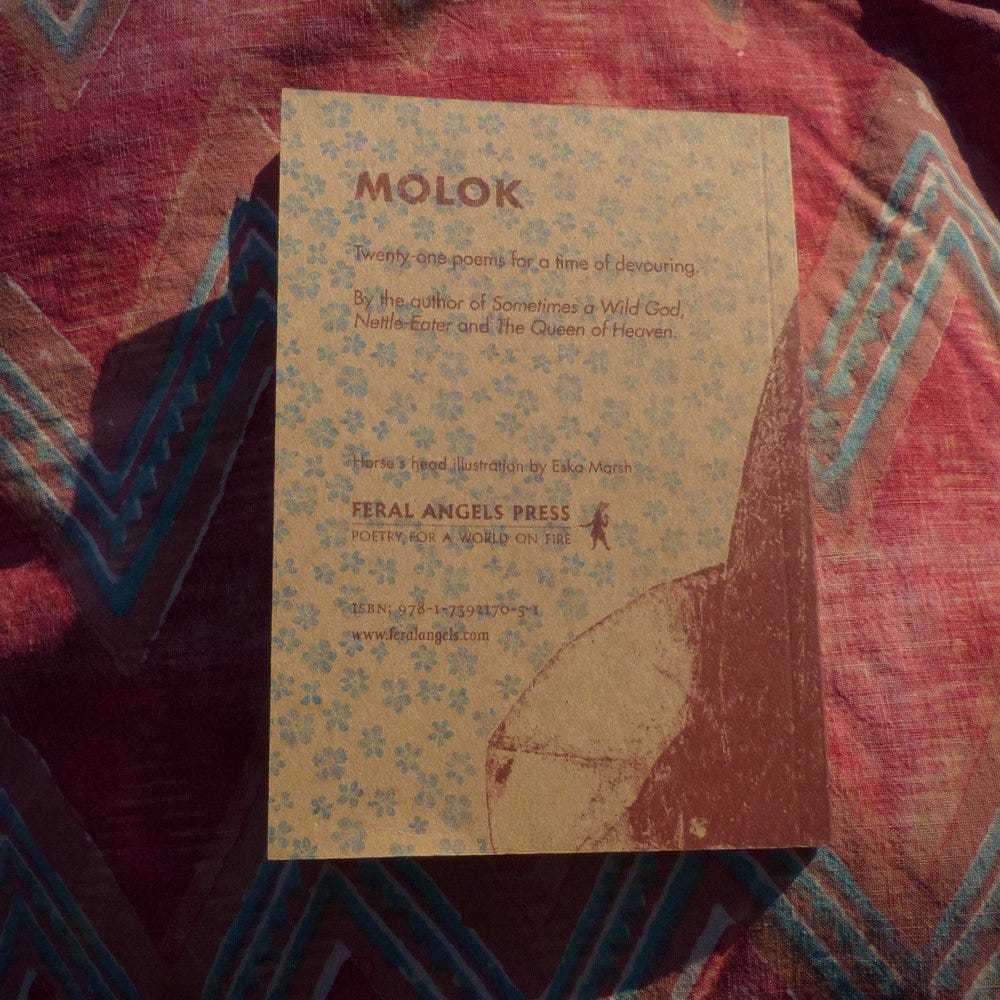 MOLOK
Twenty-one poems for a time of devouring.
By the author of Sometimes a Wild God,
Nettle-Eater and The Queen of Heaven.
Horse's head illustration by Eska Marsh
FERAL ANGELS PRESS
POETRY FOR A WORLD ON FIRE
ISBN: 978-1-7392170-5-1
www.feralangels.com